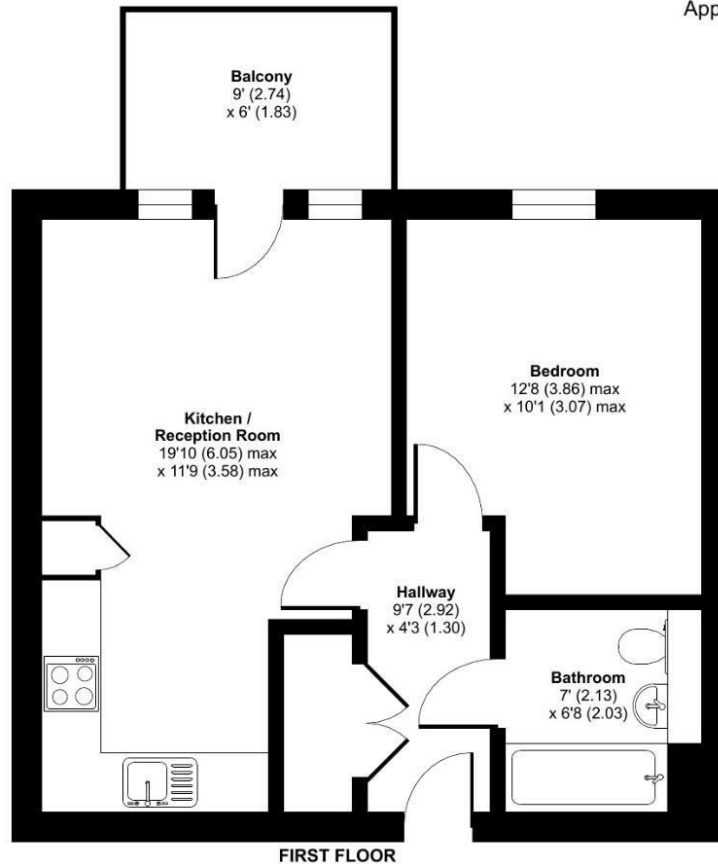 App
Balcony
9' (2.74)
x 6' (1.83)
Kitchen /
Reception Room
19'10 (6.05) max
x 11'9 (3.58) max
Bedroom
12'8 (3.86) max
x 10'1 (3.07) max
Hallway
9'7 (2.92)
x 4'3 (1.30)
Bathroom
7' (2.13)
x 6'8 (2.03)
FIRST FLOOR